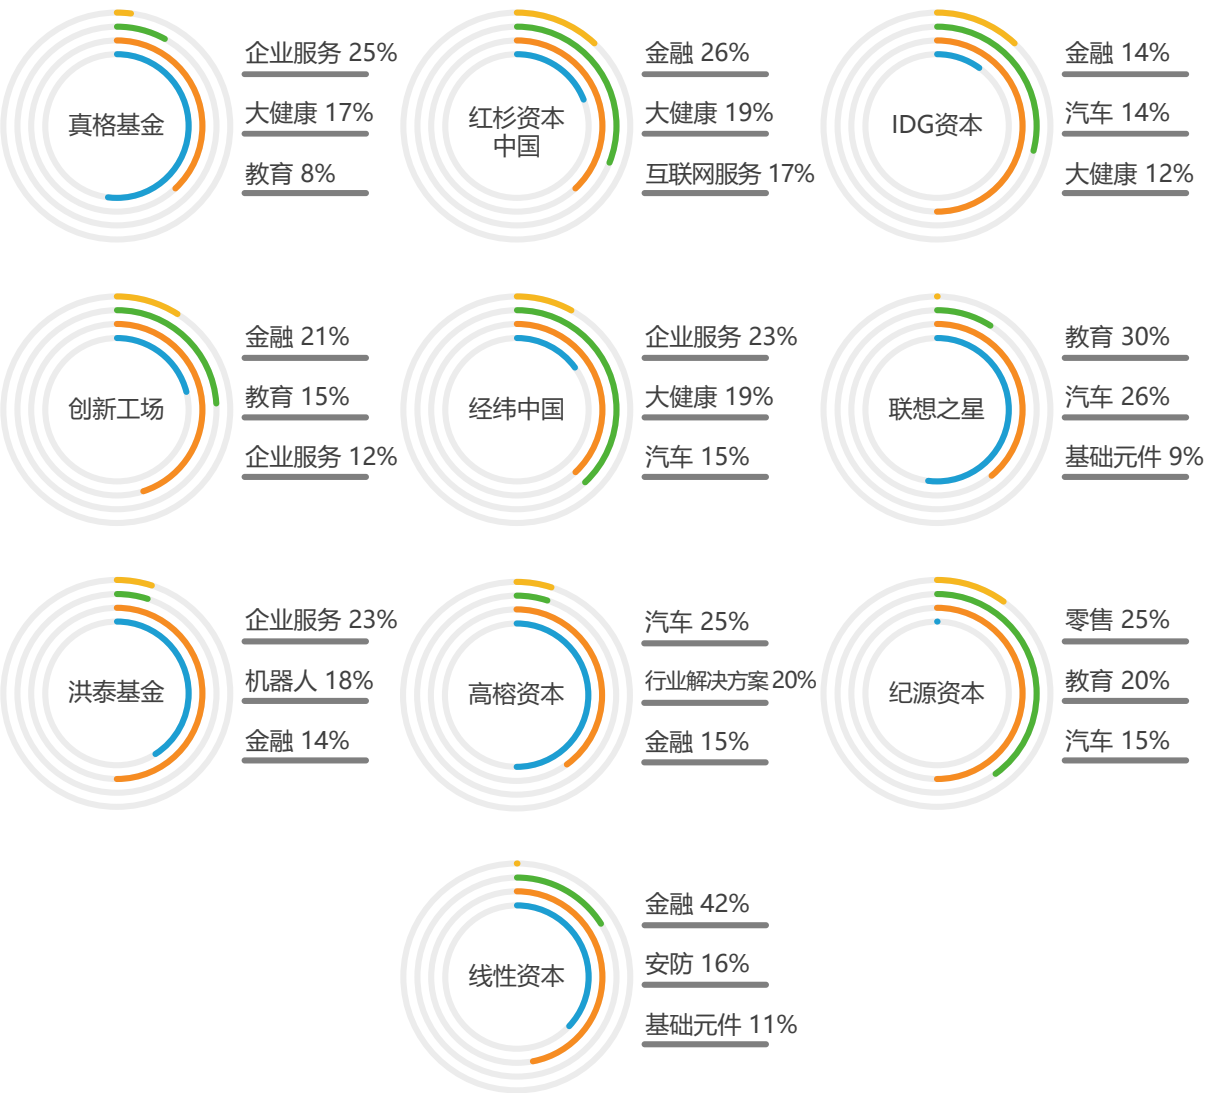 真格基金
企业服务 25%
大健康 17%
教育 8%
红杉资本
中国
金融 26%
大健康 19%
互联网服务 17%
IDG资本
金融 14%
汽车 14%
大健康 12%
创新工场
金融 21%
教育 15%
企业服务 12%
经纬中国
企业服务 23%
大健康 19%
汽车 15%
联想之星
教育 30%
汽车 26%
基础元件 9%
洪泰基金
企业服务 23%
机器人 18%
金融 14%
高榕资本
汽车 25%
行业解决方案 20%
金融 15%
纪源资本
零售 25%
教育 20%
汽车 15%
线性资本
金融 42%
安防 16%
基础元件 11%